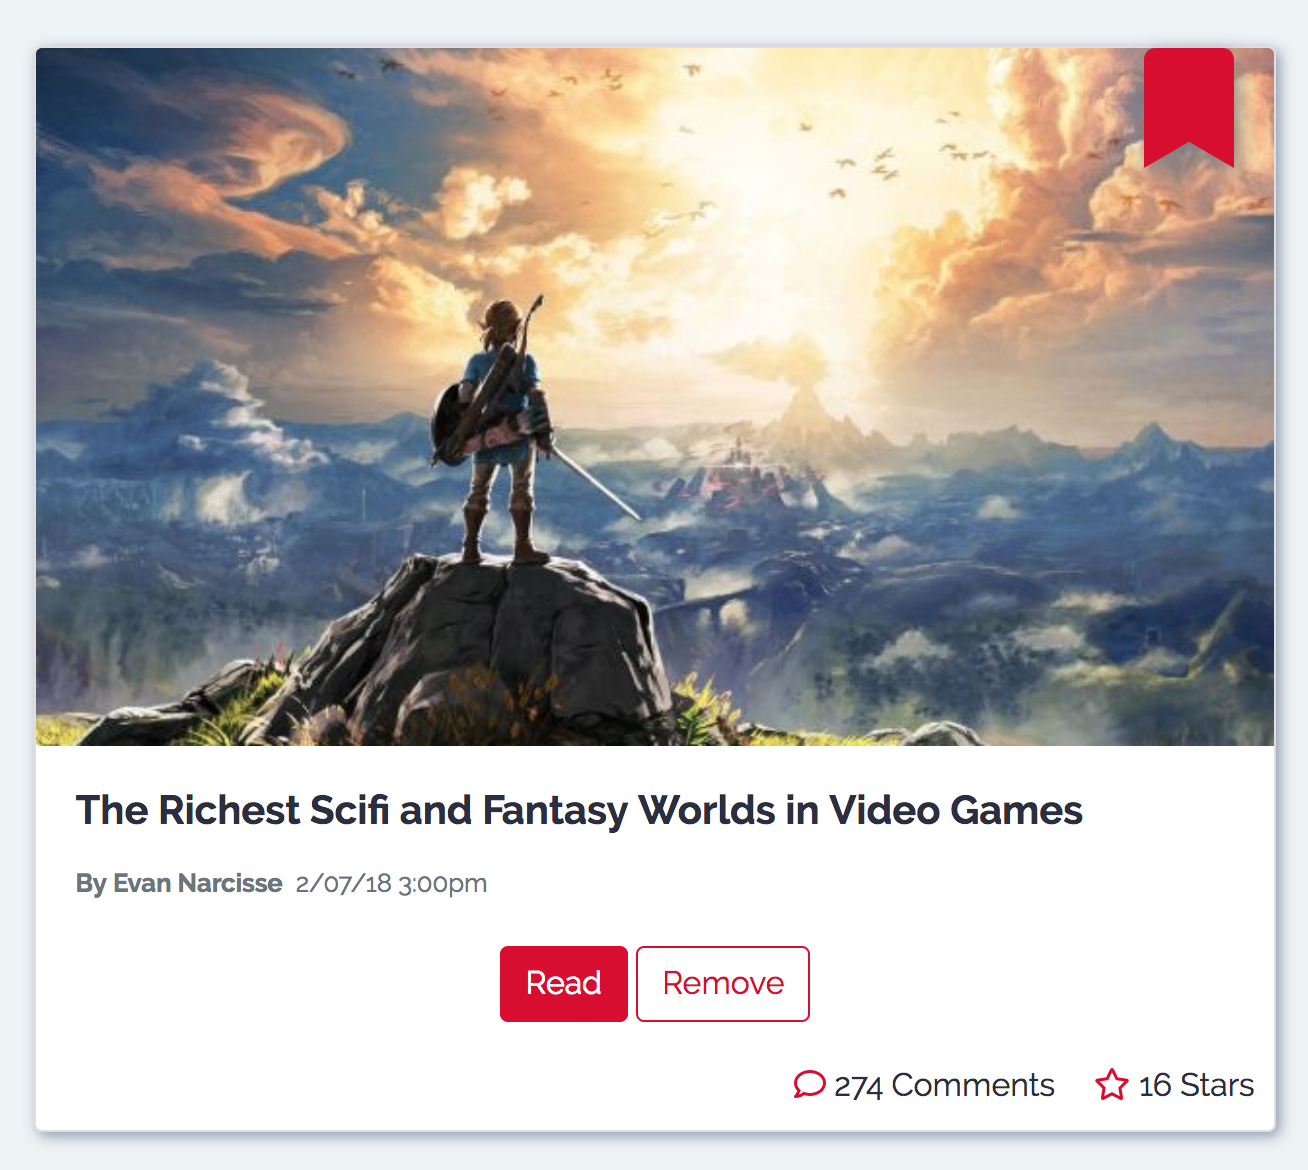 The Richest Scifi and Fantasy Worlds in Video Games
By Evan Narcisse 2/07/18 3:00pm
Read Remove
274 Comments 16 Stars